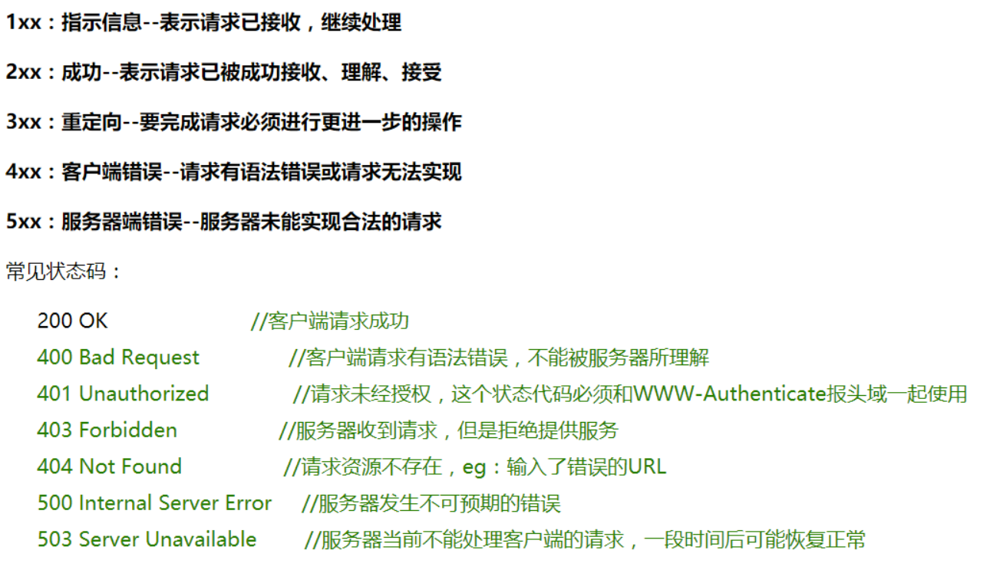 1xx：指示信息--表示请求已接收，继续处理
2xx：成功--表示请求已被成功接收、理解、接受
3xx：重定向--要完成请求必须进行更进一步的操作
4xx：客户端错误--请求有语法错误或请求无法实现
5xx：服务器端错误--服务器未能实现合法的请求
常见状态码：
200 OK //客户端请求成功
400 Bad Request //客户端请求有语法错误，不能被服务器所理解
401 Unauthorized //请求未经授权，这个状态代码必须和WWW-Authenticate报头域一起使用
403 Forbidden //服务器收到请求，但是拒绝提供服务
404 Not Found //请求资源不存在，eg：输入了错误的URL
500 Internal Server Error //服务器发生不可预期的错误
503 Server Unavailable //服务器当前不能处理客户端的请求，一段时间后可能恢复正常